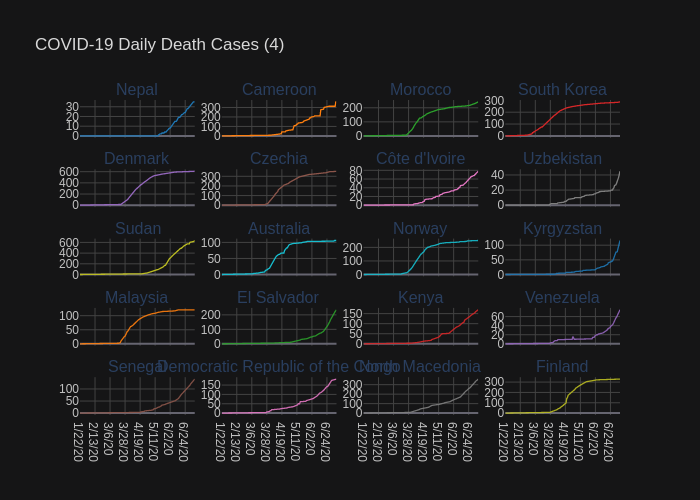 COVID-19 Daily Death Cases (4)
Nepal Cameroon Morocco South Korea
30 20 10 0
300 200 100 0
200 100 0
300 200 100 0
Denmark Czechia Côte d'Ivoire Uzbekistan
600 400 200 0
300 200 100 0
80 60 40 20 0
40 20 0
Sudan Australia Norway Kyrgyzstan
600 400 200 0
100 50 0
200 100 0
100 50 0
Malaysia El Salvador Kenya Venezuela
100 50 0
200 100 0
150 100 50 0
60 40 20 0
Senegal Democratic Republic of the Congo North Macedonia Finland
100 50 0
150 100 50 0
300 200 100 0
300 200 100 0
1/22/20 2/13/20 3/6/20 3/28/20 4/19/20 5/11/20 6/2/20 6/24/20
1/22/20 2/13/20 3/6/20 3/28/20 4/19/20 5/11/20 6/2/20 6/24/20
1/22/20 2/13/20 3/6/20 3/28/20 4/19/20 5/11/20 6/2/20 6/24/20
1/22/20 2/13/20 3/6/20 3/28/20 4/19/20 5/11/20 6/2/20 6/24/20